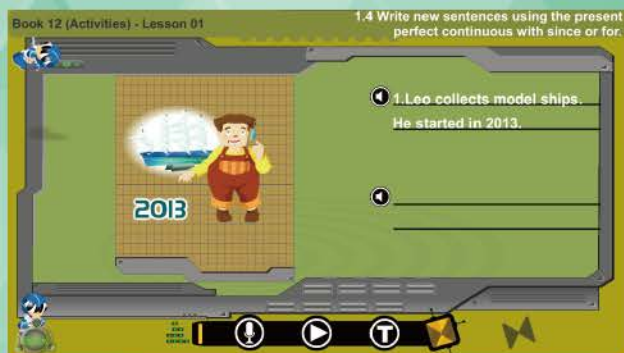 Book 12 (Activities) - Lesson 01
1.4 Write new sentences using the present
perfect continuous with since or for.
1.Leo collects model ships.
He started in 2013.
2013
T